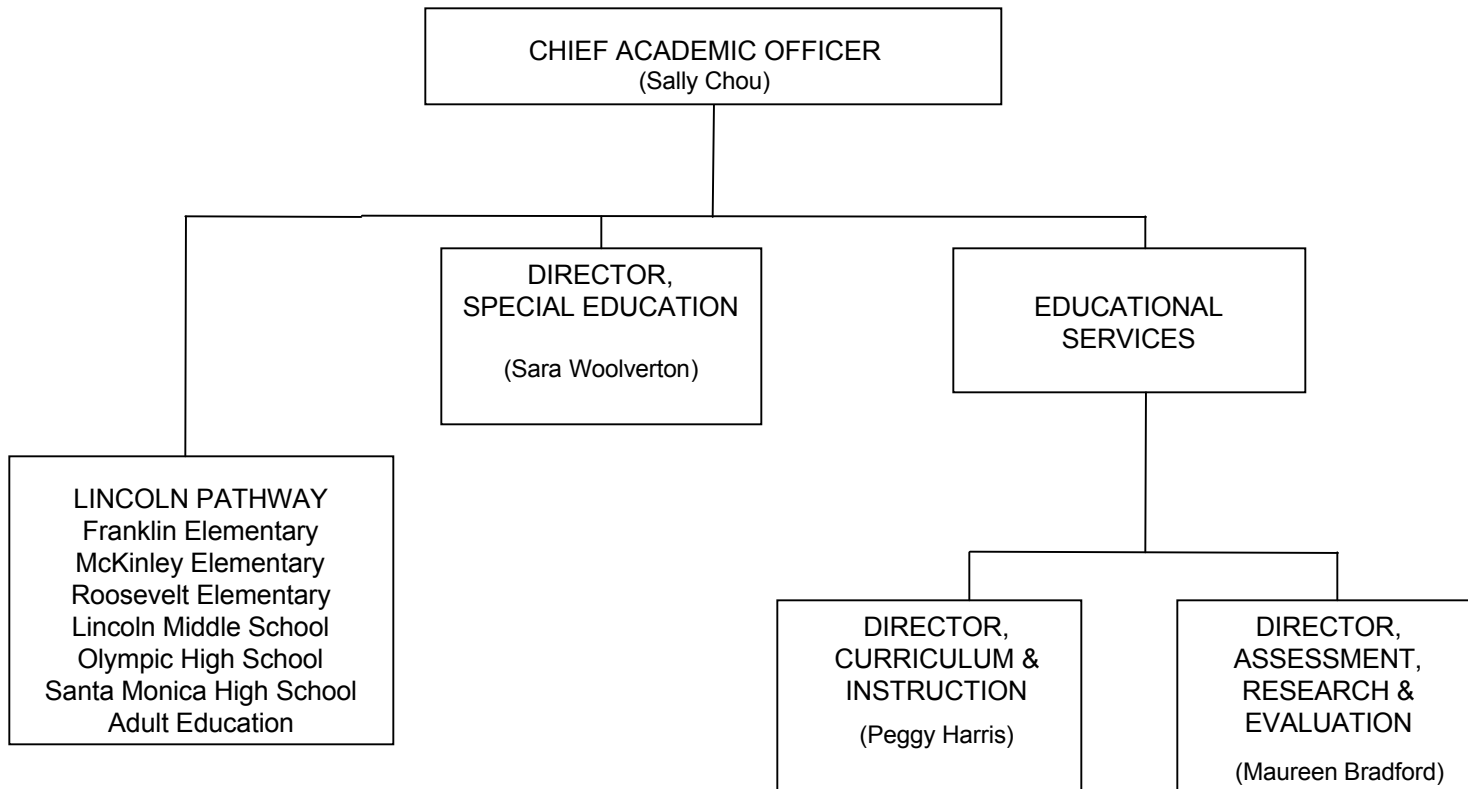 CHIEF ACADEMIC OFFICER
(Sally Chou)
DIRECTOR,
SPECIAL EDUCATION
(Sara Woolverton)
EDUCATIONAL
SERVICES
LINCOLN PATHWAY
Franklin Elementary
McKinley Elementary
Roosevelt Elementary
Lincoln Middle School
Olympic High School
Santa Monica High School
Adult Education
DIRECTOR,
CURRICULUM &
INSTRUCTION
(Peggy Harris)
DIRECTOR,
ASSESSMENT,
RESEARCH &
EVALUATION
(Maureen Bradford)